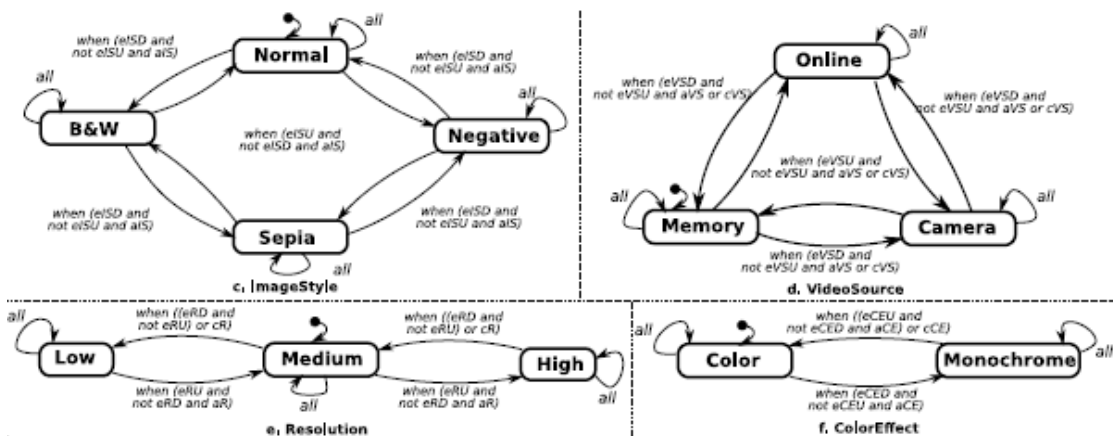 all
Normal
when (eISD and
not eISU and aIS)
when (eISD and
not eISU and aIS)
all
B&W
all
Negative
when (eISU and
not eISD and aIS)
when (eISD and
not eISU and aIS)
when (eISD and
not eISU and aIS)
Sepia
all
c. ImageStyle
all
Online
when (eVSD and
not eVSU and aVS or cVS)
when (eVSD and
not eVSU and aVS or cVS)
when (eVSU and
not eVSU and aVS or cVS)
all
Memory
all
Camera
when (eVSD and
not eVSU and aVS or cVS)
d. VideoSource
all
Low
when ((eRD and
not eRU) or cR)
Medium
all
when ((eRD and
not eRU) or cR)
High
all
when (eRU and
not eRD and aR)
when (eRU and
not eRD and aR)
e. Resolution
all
Color
when ((eCEU and
not eCED and aCE) or cCE)
Monochrome
all
when (eCED and
not eCEU and aCE)
f. ColorEffect